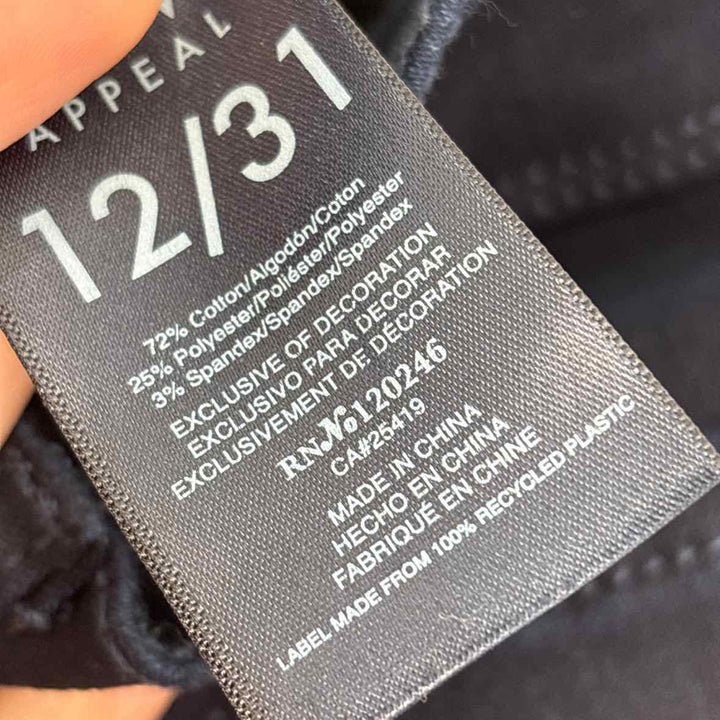 APPEAL
12/31
72% Cotton/Algodón/Coton
25% Polyester/Poliéster/Polyester
3% Spandex/Spandex/Spandex
EXCLUSIVE OF DECORATION
EXCLUSIVO PARA DECORAR
EXCLUSIVEMENT DE DÉCORATION
RN№120246
CA#25419
MADE IN CHINA
HECHO EN CHINA
FABRIQUÉ EN CHINE
LABEL MADE FROM 100% RECYCLED PLASTIC